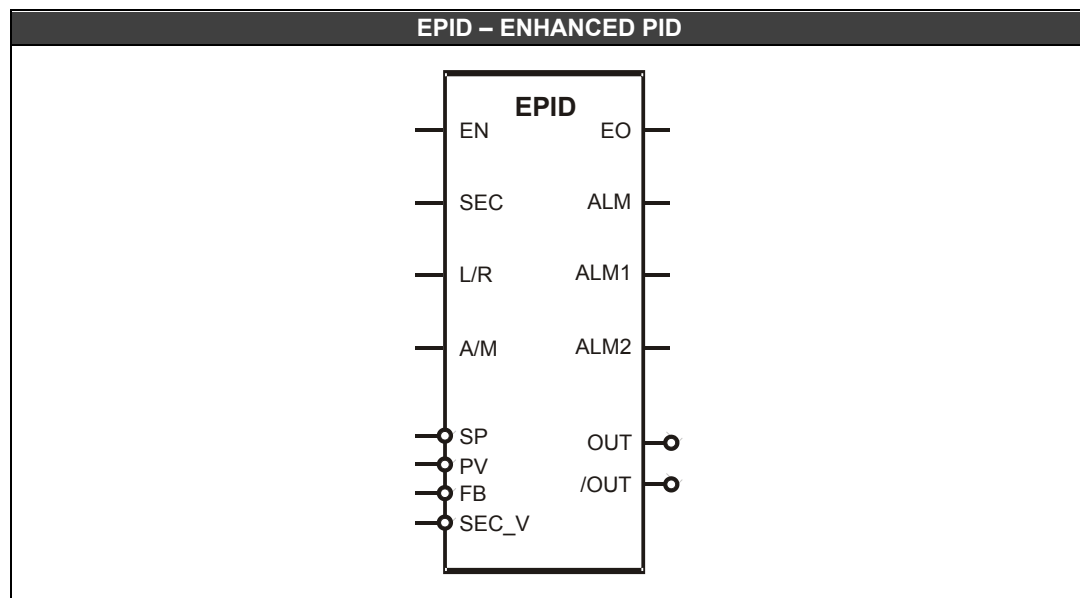 EPID – ENHANCED PID
EPID
EN EO
SEC ALM
L/R ALM1
A/M ALM2
SP
OUT
PV
/OUT
FB
SEC_V